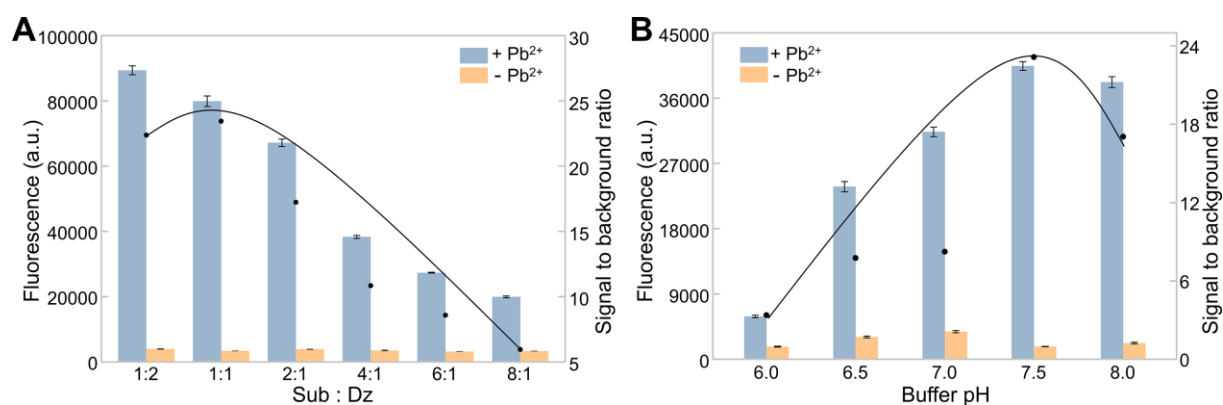 A
Fluorescence (a.u.)
100000
80000
60000
40000
20000
0
+ Pb²⁺
- Pb²⁺
30
25
20
15
10
5
Signal to background ratio
1:2 1:1 2:1 4:1 6:1 8:1
Sub : Dz
B
Fluorescence (a.u.)
45000
36000
27000
18000
9000
0
+ Pb²⁺
- Pb²⁺
24
18
12
6
0
Signal to background ratio
6.0 6.5 7.0 7.5 8.0
Buffer pH